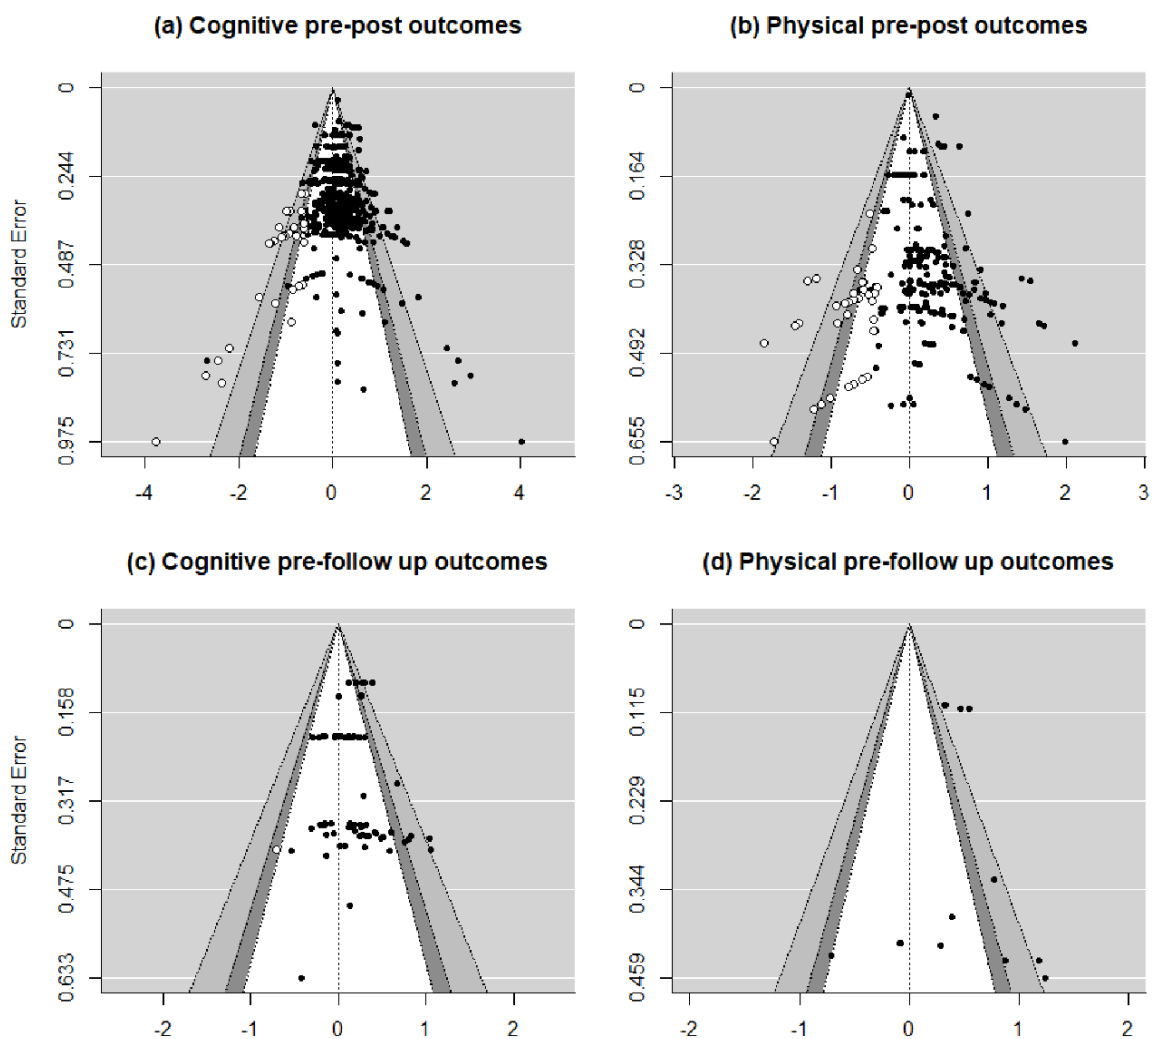 (a) Cognitive pre-post outcomes
Standard Error
0
0.244
0.487
0.731
0.975
-4 -2 0 2 4
(b) Physical pre-post outcomes
0
0.164
0.328
0.492
0.655
-3 -2 -1 0 1 2 3
(c) Cognitive pre-follow up outcomes
Standard Error
0
0.158
0.317
0.475
0.633
-2 -1 0 1 2
(d) Physical pre-follow up outcomes
0
0.115
0.229
0.344
0.459
-2 -1 0 1 2